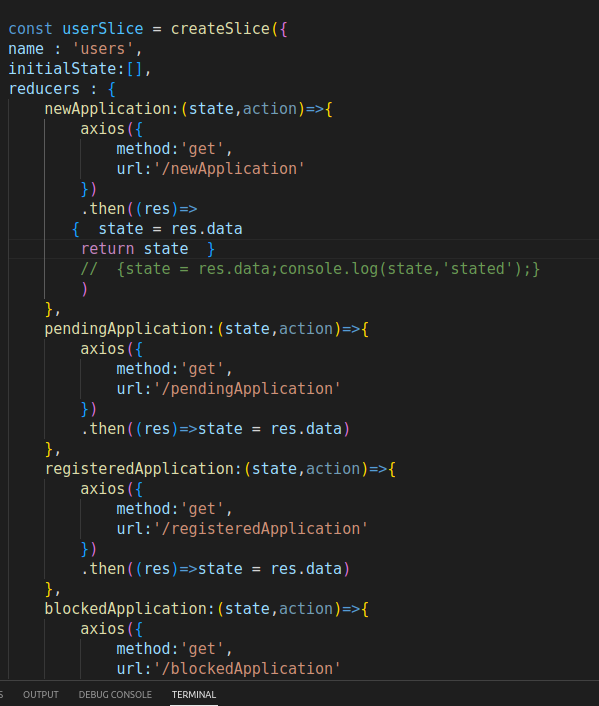 const userSlice = createSlice({
name : 'users',
initialState:[],
reducers : {
    newApplication:(state,action)=>{
        axios({
            method:'get',
            url:'/newApplication'
        })
        .then((res)=>
       {  state = res.data
        return state  }
        //  {state = res.data;console.log(state,'stated');}
        )
    },
    pendingApplication:(state,action)=>{
        axios({
            method:'get',
            url:'/pendingApplication'
        })
        .then((res)=>state = res.data)
    },
    registeredApplication:(state,action)=>{
        axios({
            method:'get',
            url:'/registeredApplication'
        })
        .then((res)=>state = res.data)
    },
    blockedApplication:(state,action)=>{
        axios({
            method:'get',
            url:'/blockedApplication'
OUTPUT DEBUG CONSOLE TERMINAL